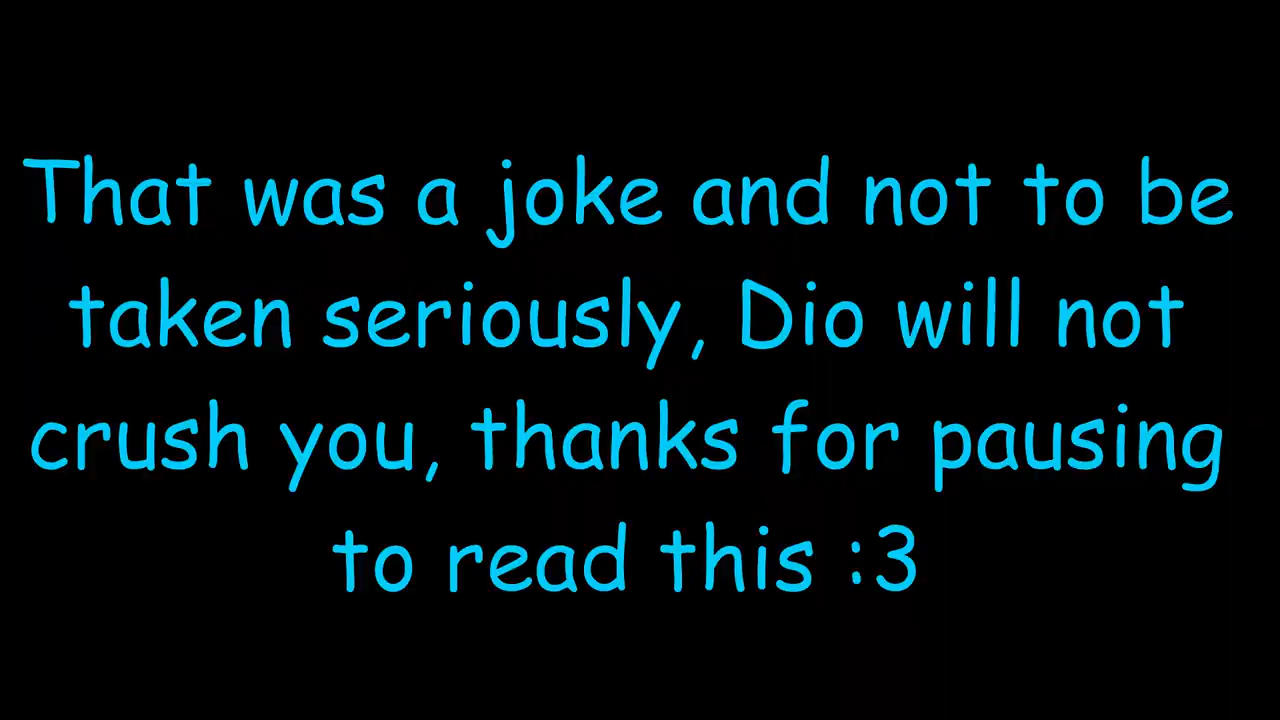 That was a joke and not to be
taken seriously, Dio will not
crush you, thanks for pausing
to read this :3